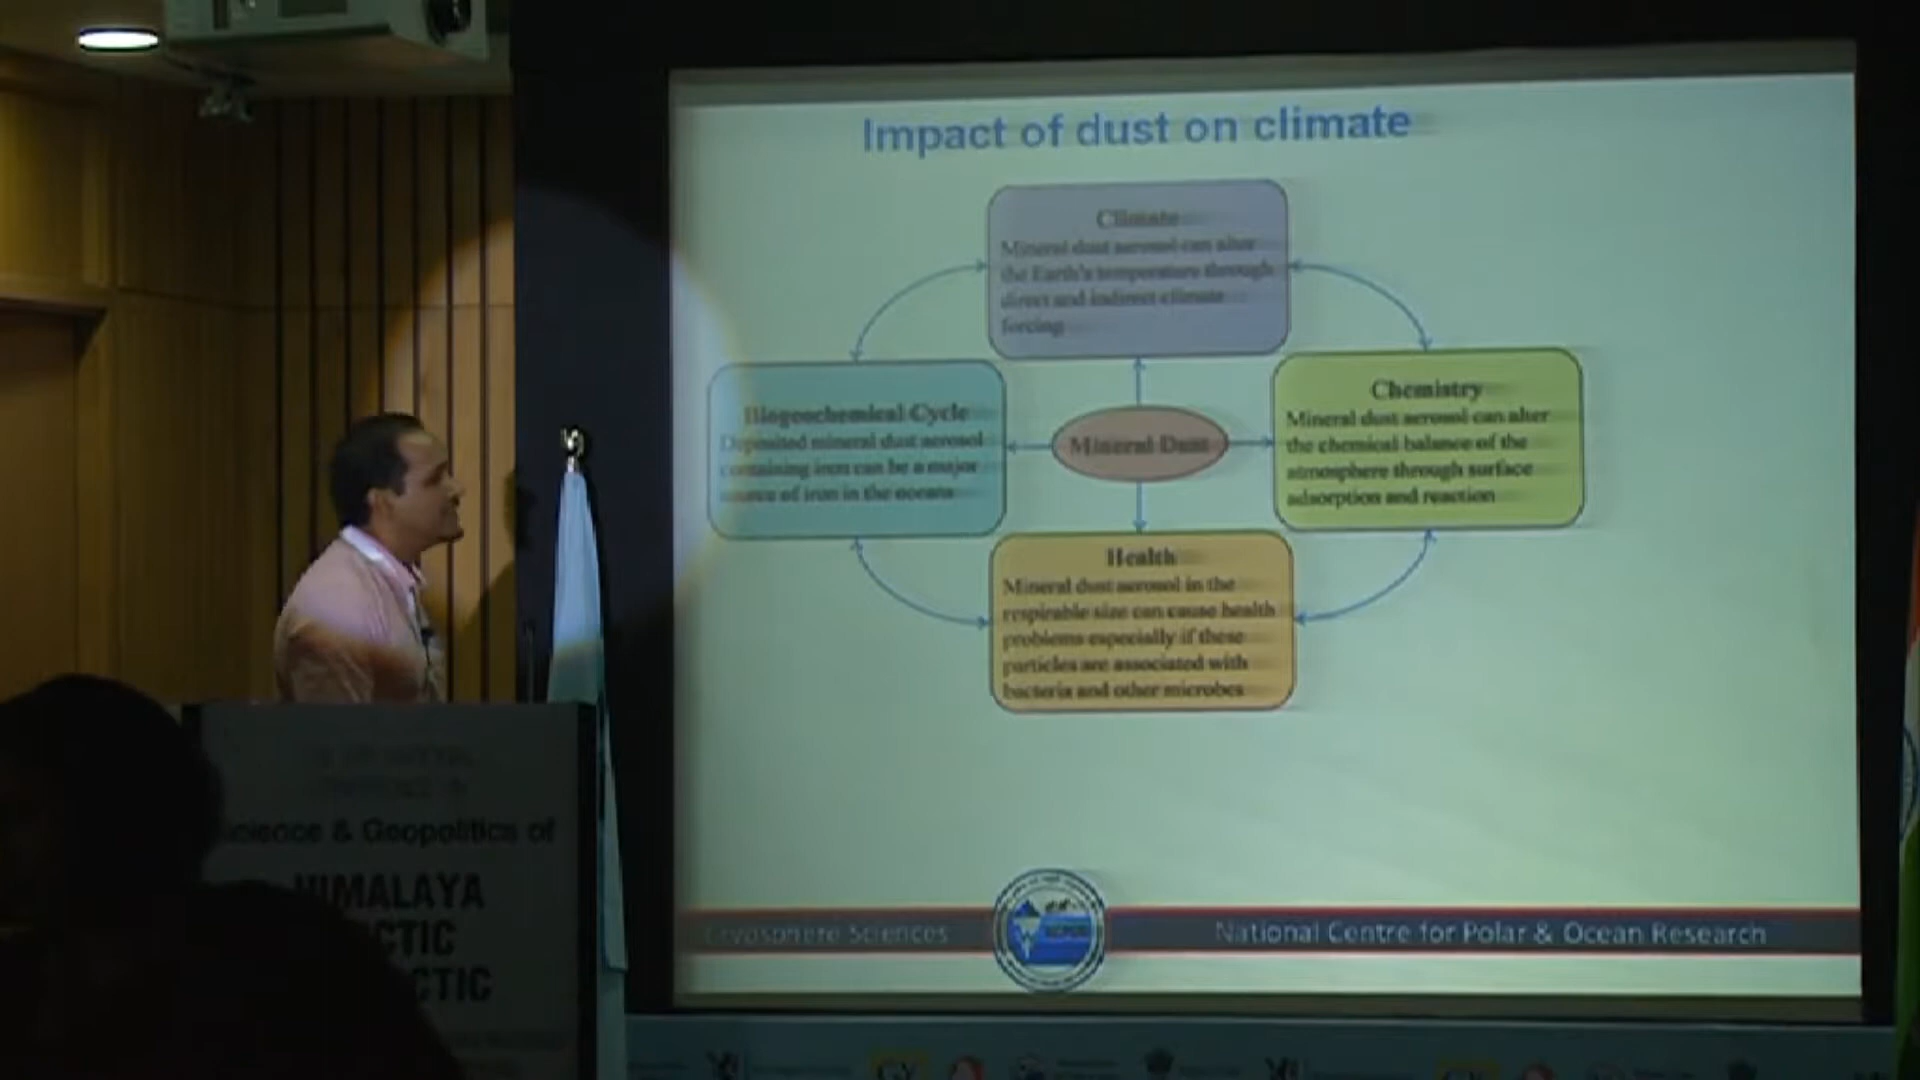 Impact of dust on climate
Climate
Mineral dust aerosol can alter
the Earth's temperature through
direct and indirect climate
forcing
Biogeochemical Cycle
Deposited mineral dust aerosol
containing iron can be a major
source of iron in the oceans
Mineral Dust
Chemistry
Mineral dust aerosol can alter
the chemical balance of the
atmosphere through surface
adsorption and reaction
Health
Mineral dust aerosol in the
respirable size can cause health
problems especially if these
particles are associated with
bacteria and other microbes
Cryosphere Sciences
National Centre for Polar & Ocean Research
Science & Geopolitics of
HIMALAYA
CTIC
CTIC